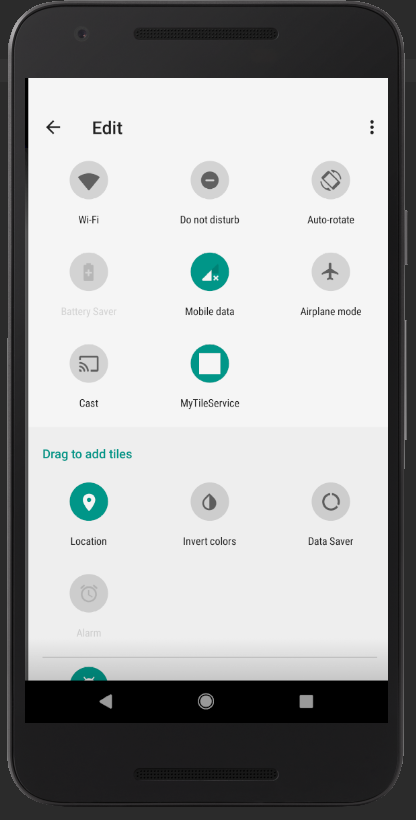 Edit
Wi-Fi
Do not disturb
Auto-rotate
Battery Saver
Mobile data
Airplane mode
Cast
MyTileService
Drag to add tiles
Location
Invert colors
Data Saver
Alarm